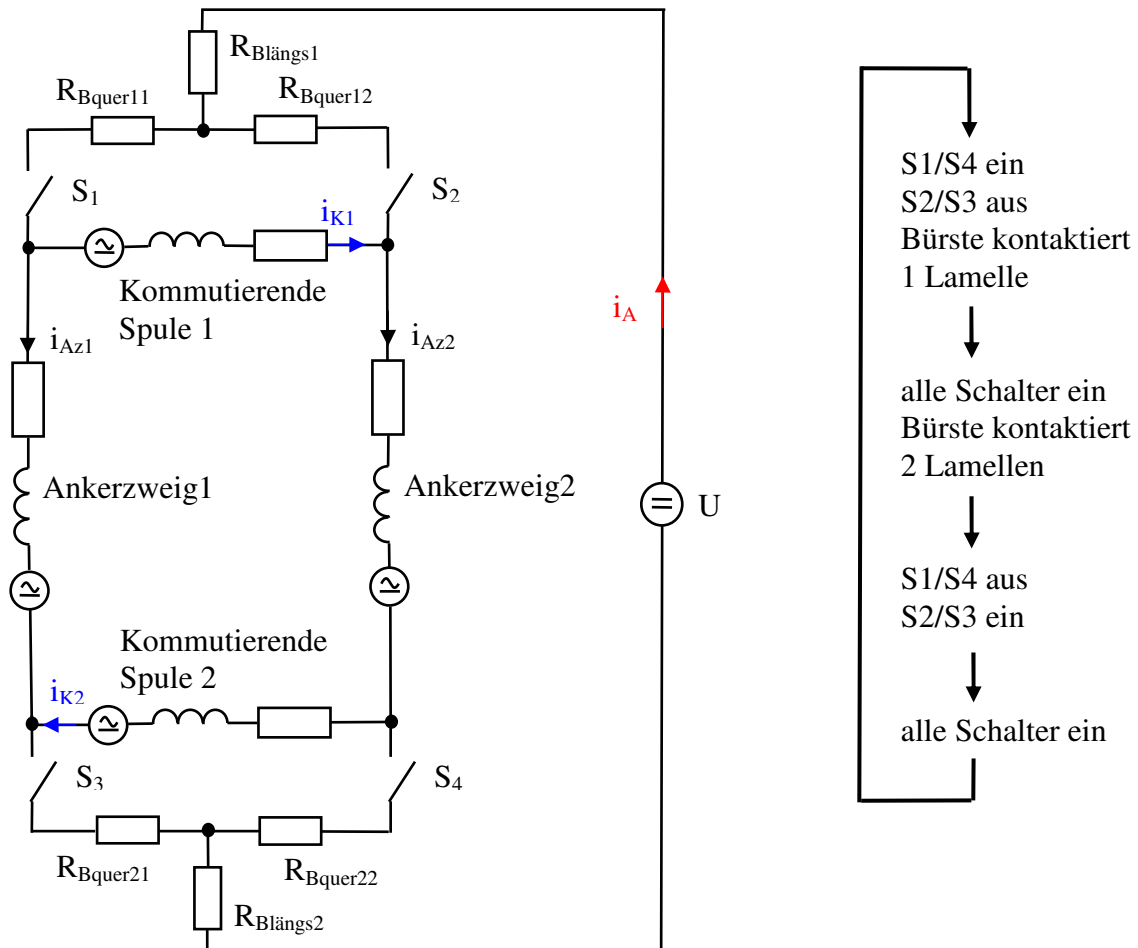 R_Blängs1
R_Bquer11
R_Bquer12
S1
S2
i_K1
Kommutierende
Spule 1
i_A
i_Az1
i_Az2
Ankerzweig1
Ankerzweig2
U
Kommutierende
Spule 2
i_K2
S3
S4
R_Bquer21
R_Bquer22
R_Blängs2
S1/S4 ein
S2/S3 aus
Bürste kontaktiert
1 Lamelle
alle Schalter ein
Bürste kontaktiert
2 Lamellen
S1/S4 aus
S2/S3 ein
alle Schalter ein